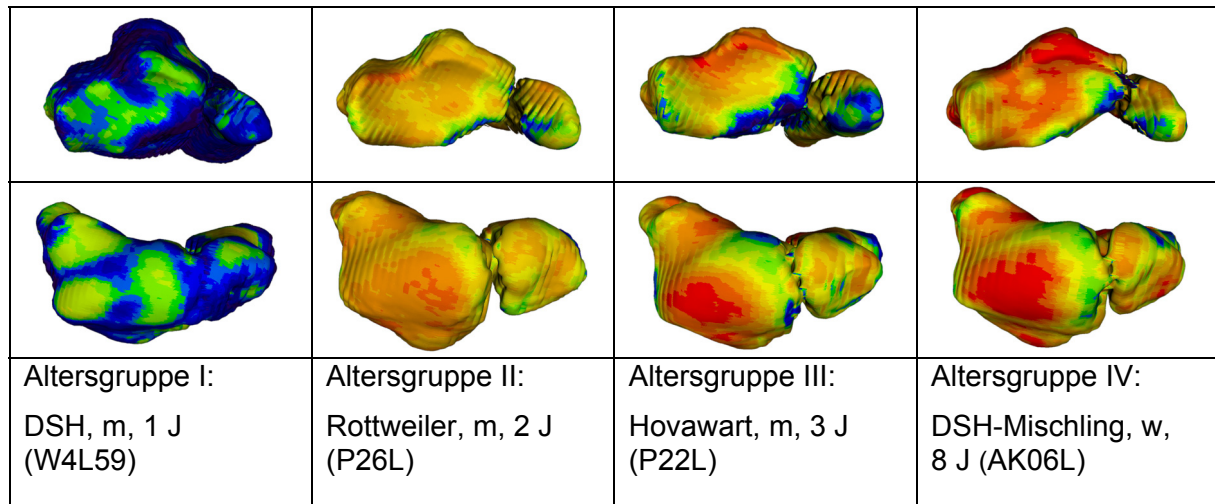 Altersgruppe I:
DSH, m, 1 J
(W4L59)
Altersgruppe II:
Rottweiler, m, 2 J
(P26L)
Altersgruppe III:
Hovawart, m, 3 J
(P22L)
Altersgruppe IV:
DSH-Mischling, w,
8 J (AK06L)